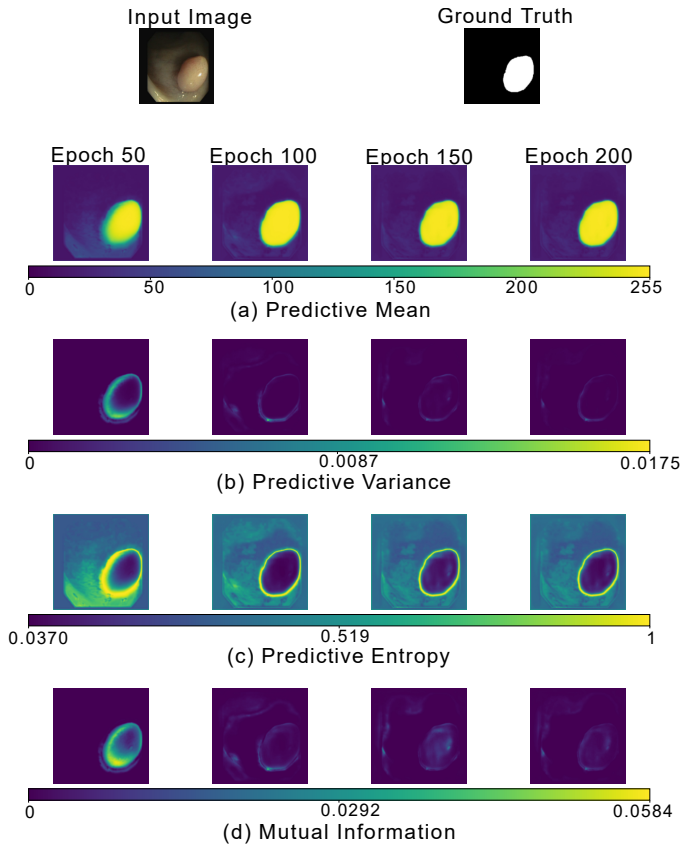 Input Image Ground Truth
Epoch 50 Epoch 100 Epoch 150 Epoch 200
0 50 100 150 200 255
(a) Predictive Mean
0 0.0087 0.0175
(b) Predictive Variance
0.0370 0.519 1
(c) Predictive Entropy
0 0.0292 0.0584
(d) Mutual Information